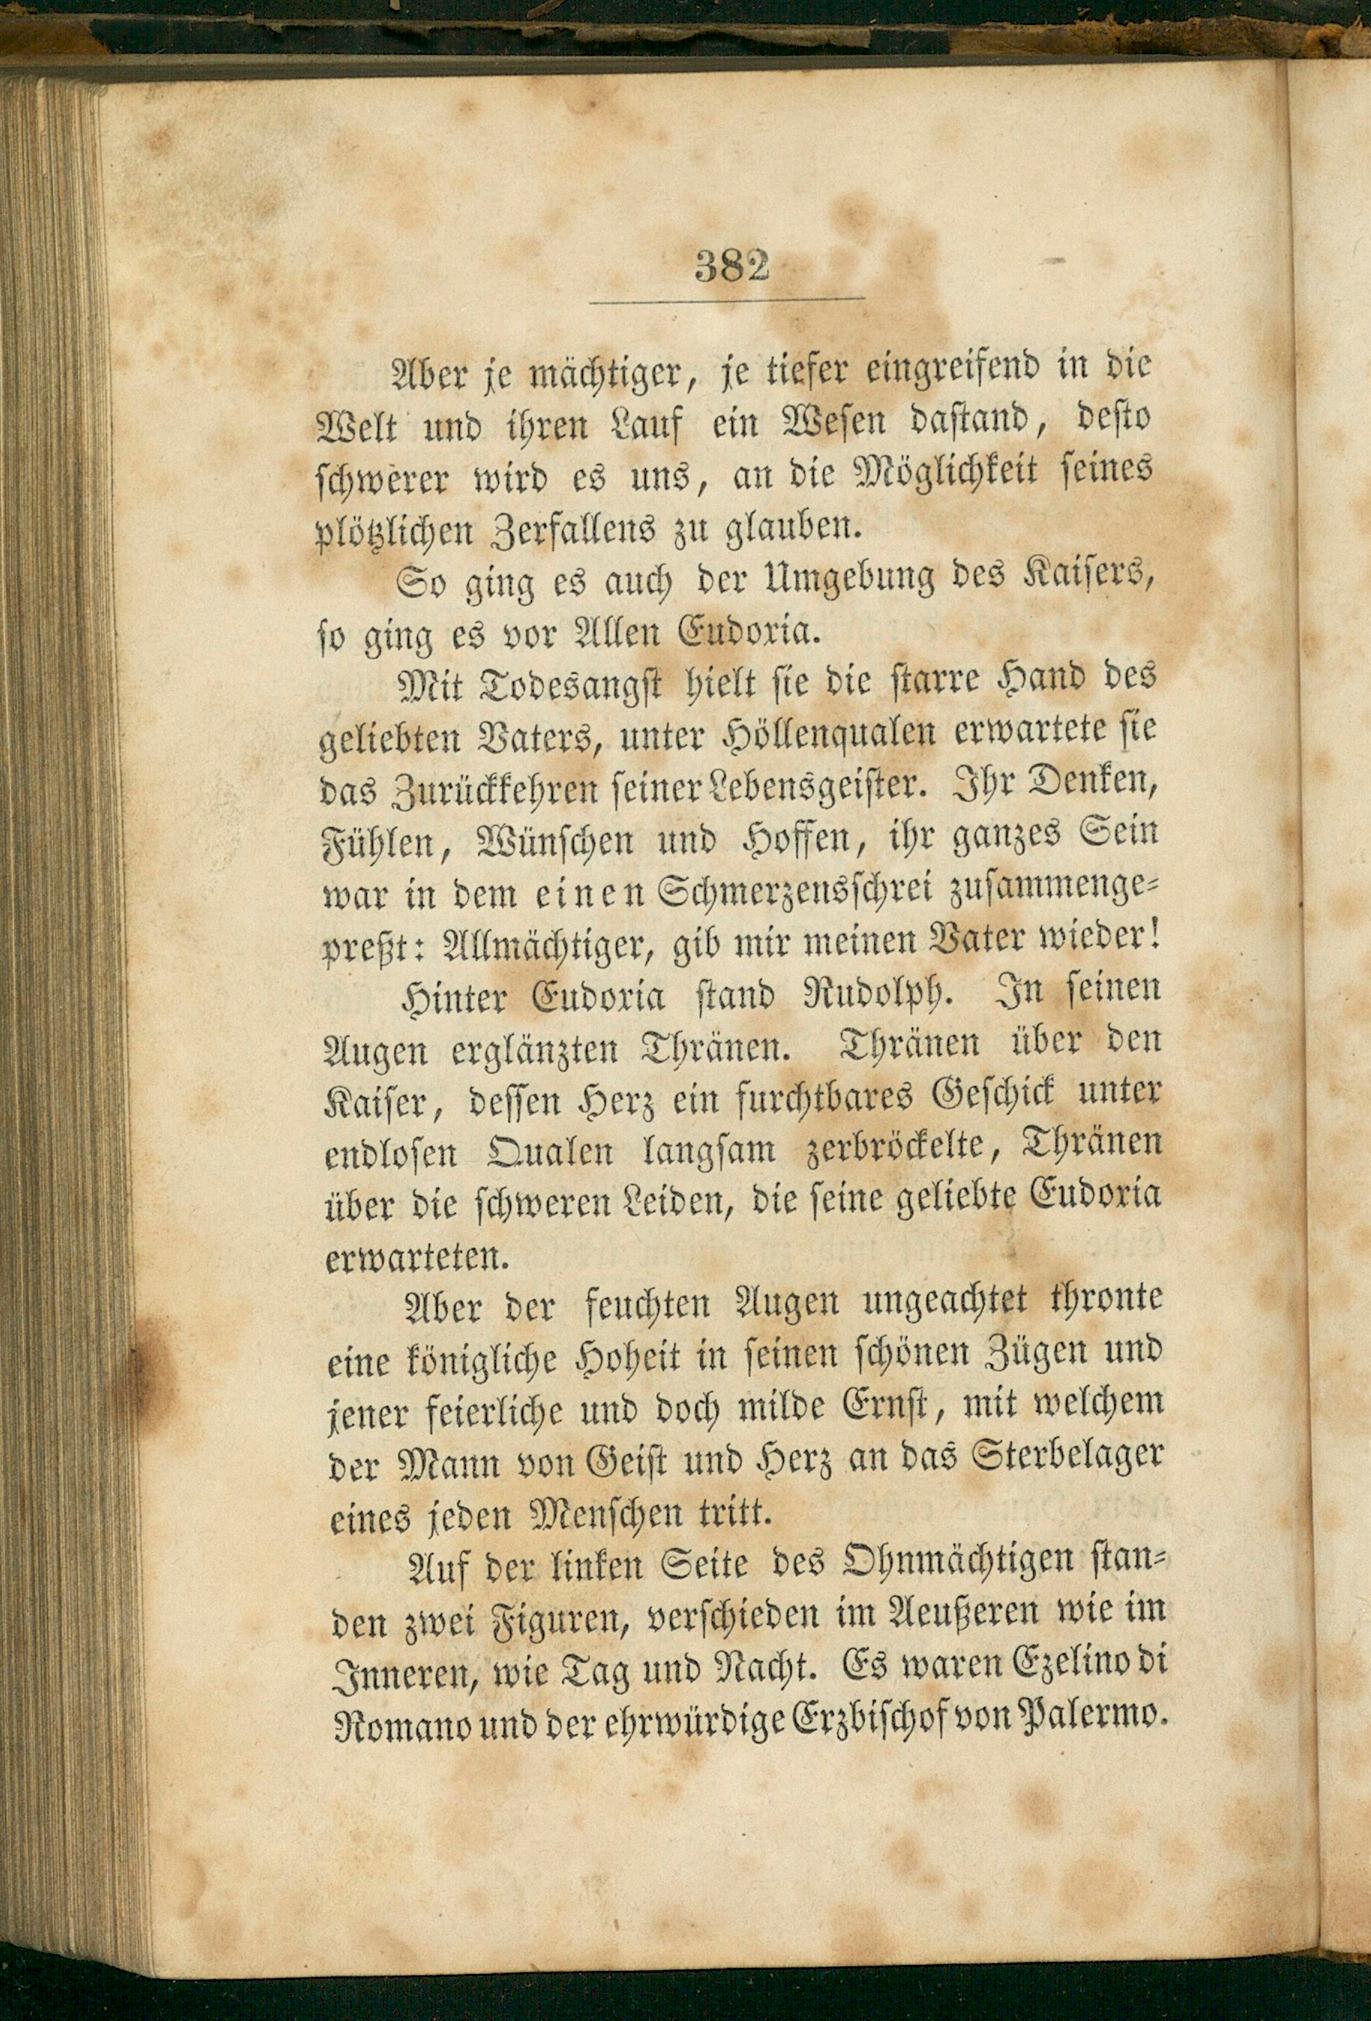 382
Aber je mächtiger, je tiefer eingreifend in die
Welt und ihren Lauf ein Wesen dastand, desto
schwerer wird es uns, an die Möglichkeit seines
plötzlichen Zerfallens zu glauben.
So ging es auch der Umgebung des Kaisers,
so ging es vor Allen Eudoxia.
Mit Todesangst hielt sie die starre Hand des
geliebten Vaters, unter Höllenqualen erwartete sie
das Zurückkehren seiner Lebensgeister. Ihr Denken,
Fühlen, Wünschen und Hoffen, ihr ganzes Sein
war in dem einen Schmerzensschrei zusammenge-
preßt: Allmächtiger, gib mir meinen Vater wieder!
Hinter Eudoxia stand Rudolph. In seinen
Augen erglänzten Thränen. Thränen über den
Kaiser, dessen Herz ein furchtbares Geschick unter
endlosen Qualen langsam zerbröckelte, Thränen
über die schweren Leiden, die seine geliebte Eudoxia
erwarteten.
Aber der feuchten Augen ungeachtet thronte
eine königliche Hoheit in seinen schönen Zügen und
jener feierliche und doch milde Ernst, mit welchem
der Mann von Geist und Herz an das Sterbelager
eines jeden Menschen tritt.
Auf der linken Seite des Ohnmächtigen stan-
den zwei Figuren, verschieden im Aeußeren wie im
Inneren, wie Tag und Nacht. Es waren Ezelino di
Romano und der ehrwürdige Erzbischof von Palermo.